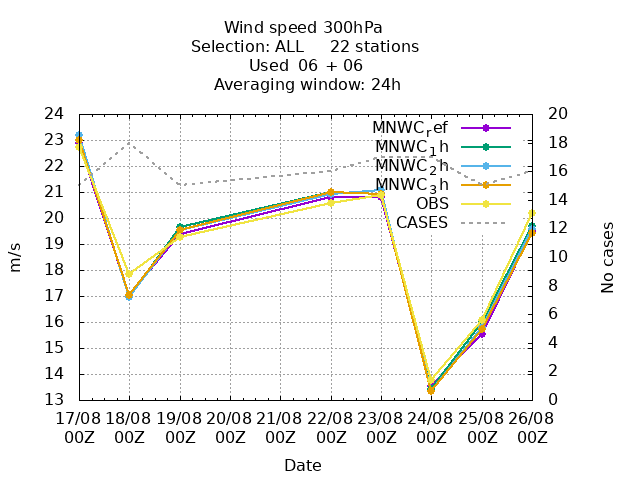 Wind speed 300hPa
Selection: ALL 22 stations
Used 06 + 06
Averaging window: 24h
24
23
22
21
20
19
18
17
16
15
14
13
m/s
20
18
16
14
12
10
8
6
4
2
0
No cases
MNWC_ref
MNWC_1h
MNWC_2h
MNWC_3h
OBS
CASES
17/08 18/08 19/08 20/08 21/08 22/08 23/08 24/08 25/08 26/08
00Z 00Z 00Z 00Z 00Z 00Z 00Z 00Z 00Z 00Z
Date